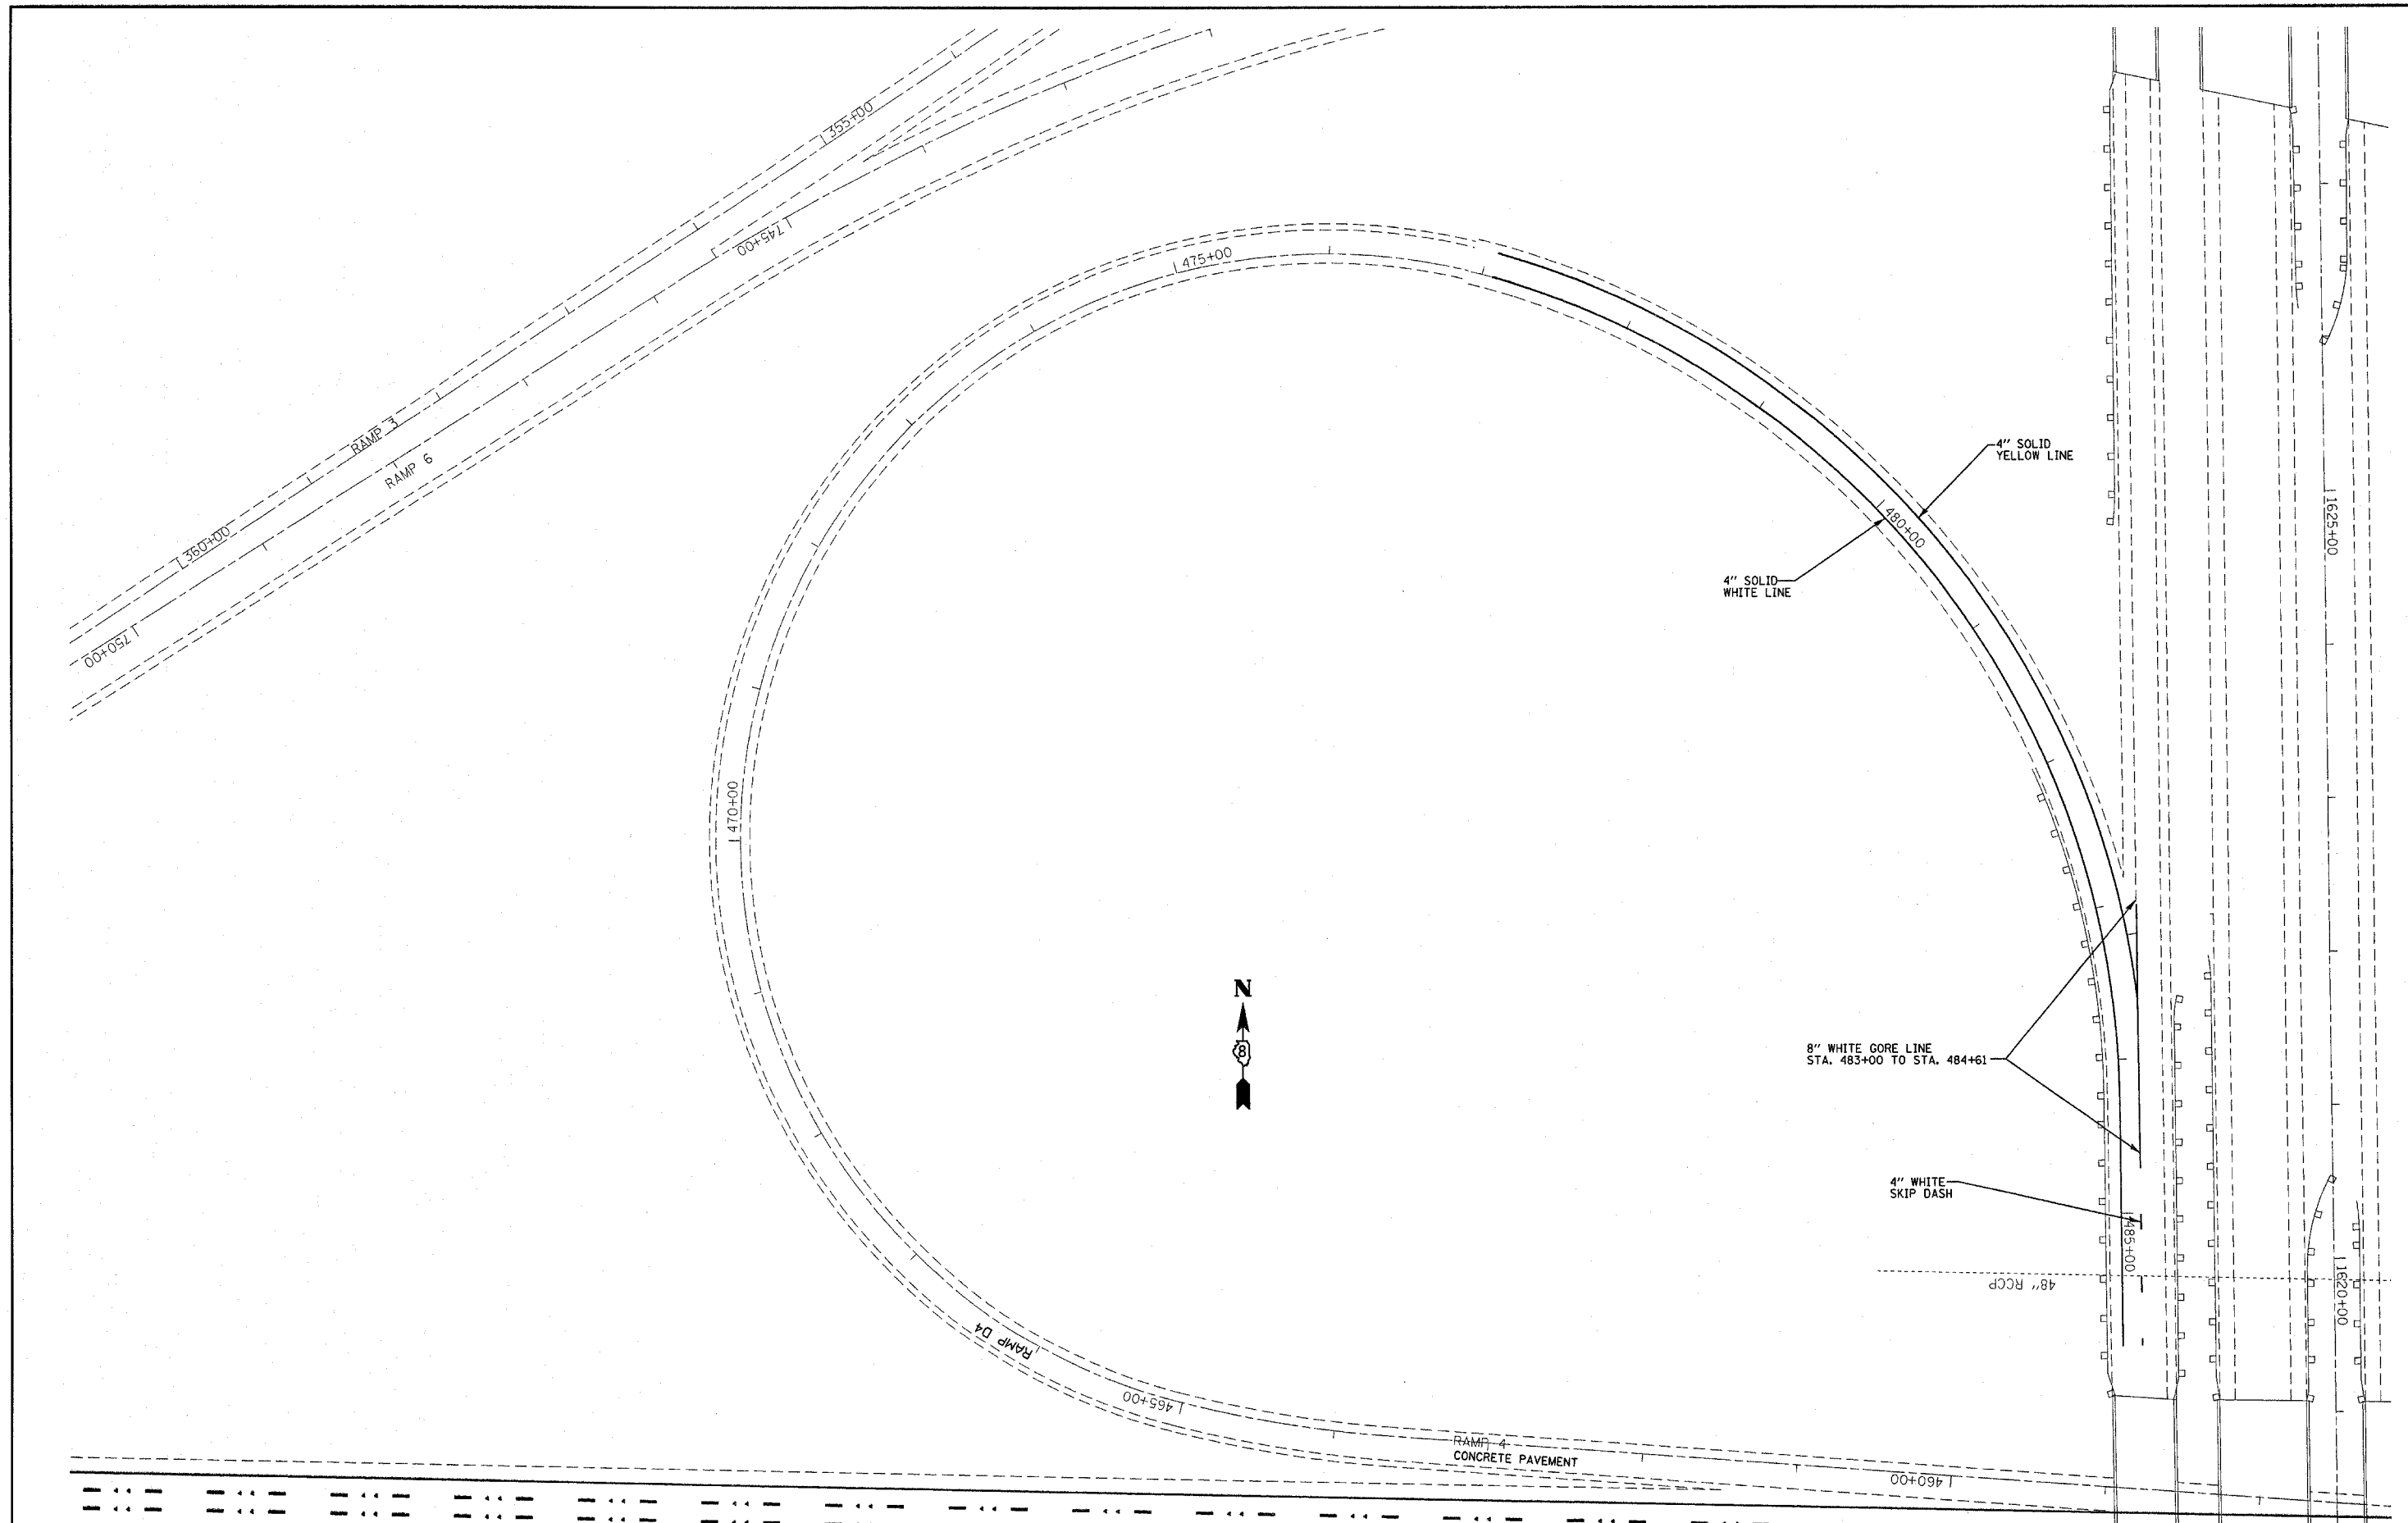 355+00
745+00
475+00
RAMP 3
RAMP 6
4" SOLID
YELLOW LINE
480+00
1625+00
360+00
4" SOLID
WHITE LINE
750+00
470+00
N
8
8" WHITE GORE LINE
STA. 483+00 TO STA. 484+61
4" WHITE
SKIP DASH
485+00
48" RCCP
1620+00
RAMP D4
465+00
RAMP 4
CONCRETE PAVEMENT
460+00